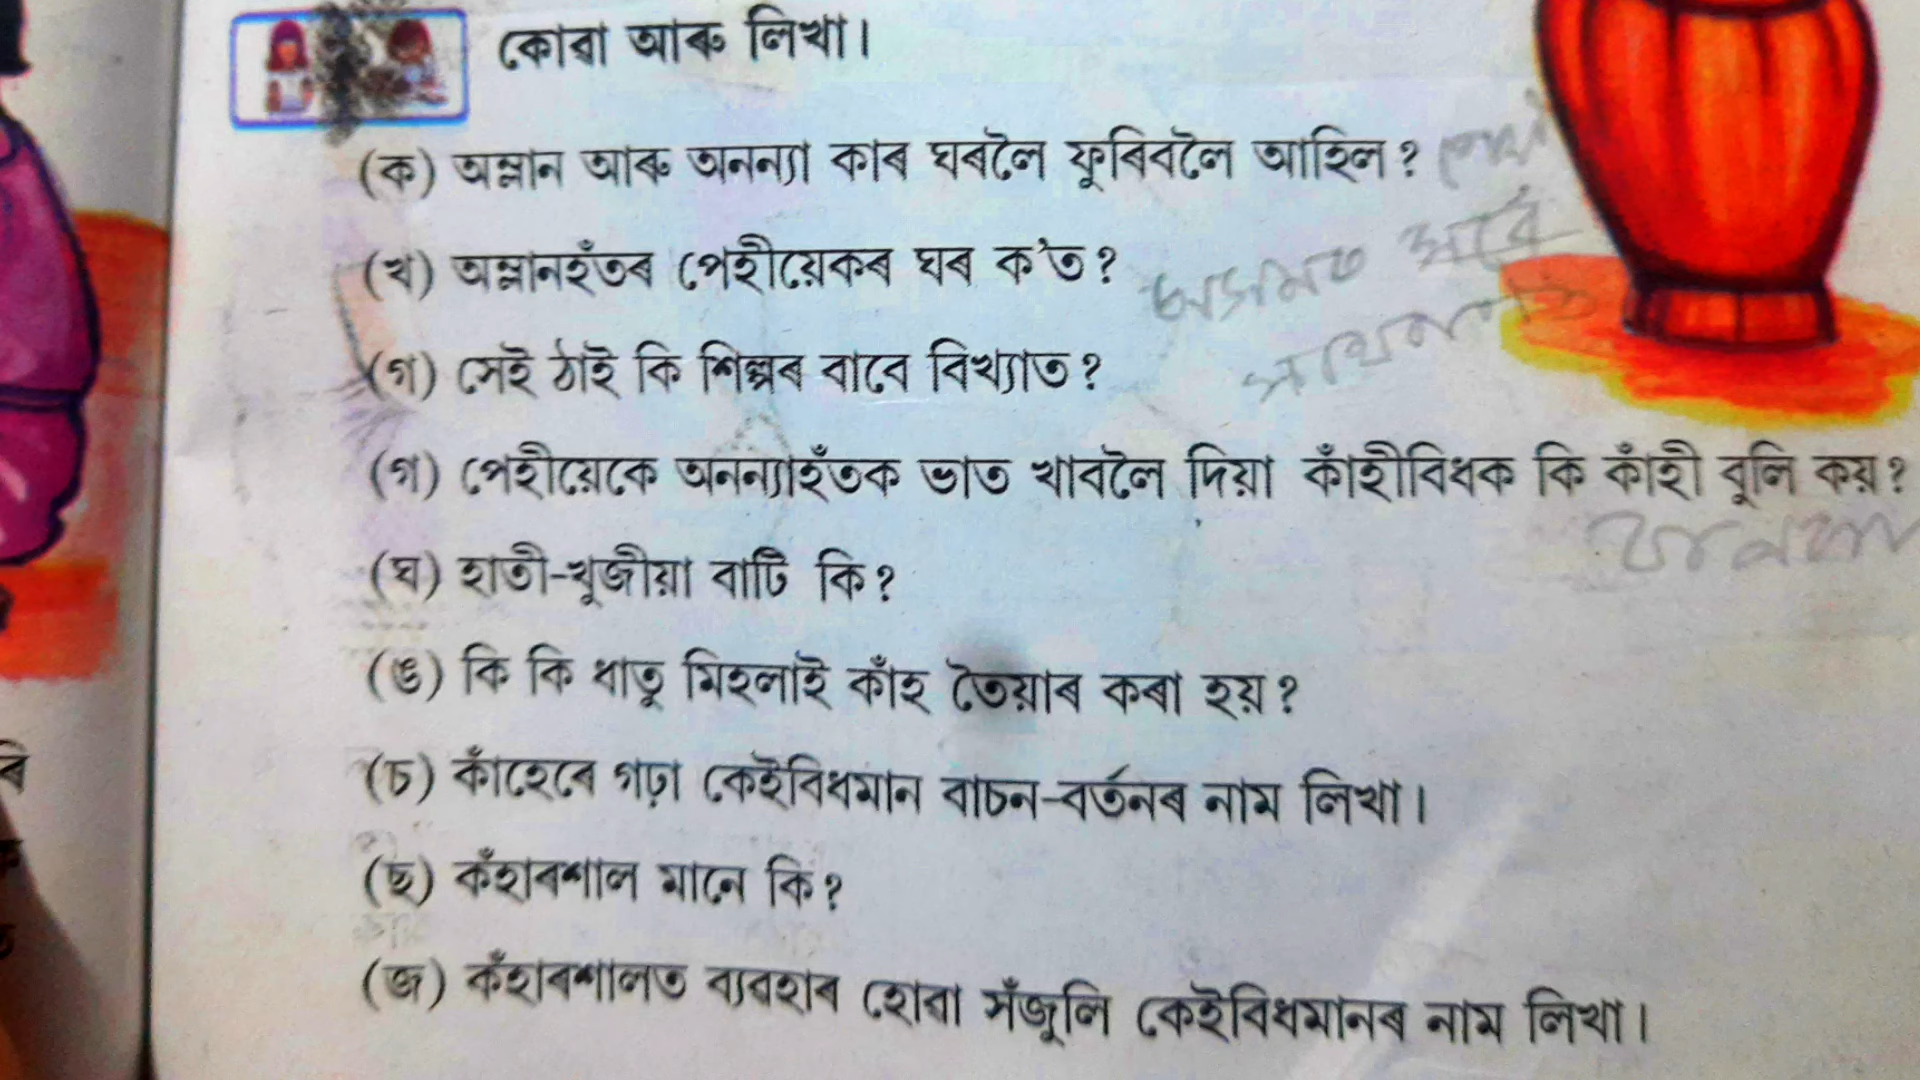 কোৱা আৰু লিখা।
(ক) অম্লান আৰু অনন্যা কাৰ ঘৰলৈ ফুৰিবলৈ আহিল?
(খ) অম্লানহঁতৰ পেহীয়েকৰ ঘৰ ক'ত?
(গ) সেই ঠাই কি শিল্পৰ বাবে বিখ্যাত?
(গ) পেহীয়েকে অনন্যাহঁতক ভাত খাবলৈ দিয়া কাঁহীবিধক কি কাঁহী বুলি কয়?
(ঘ) হাতী-খুজীয়া বাটি কি?
(ঙ) কি কি ধাতু মিহলাই কাঁহ তৈয়াৰ কৰা হয়?
(চ) কাঁহেৰে গঢ়া কেইবিধমান বাচন-বৰ্তনৰ নাম লিখা।
(ছ) কঁহাৰশাল মানে কি?
(জ) কঁহাৰশালত ব্যৱহাৰ হোৱা সঁজুলি কেইবিধমানৰ নাম লিখা।